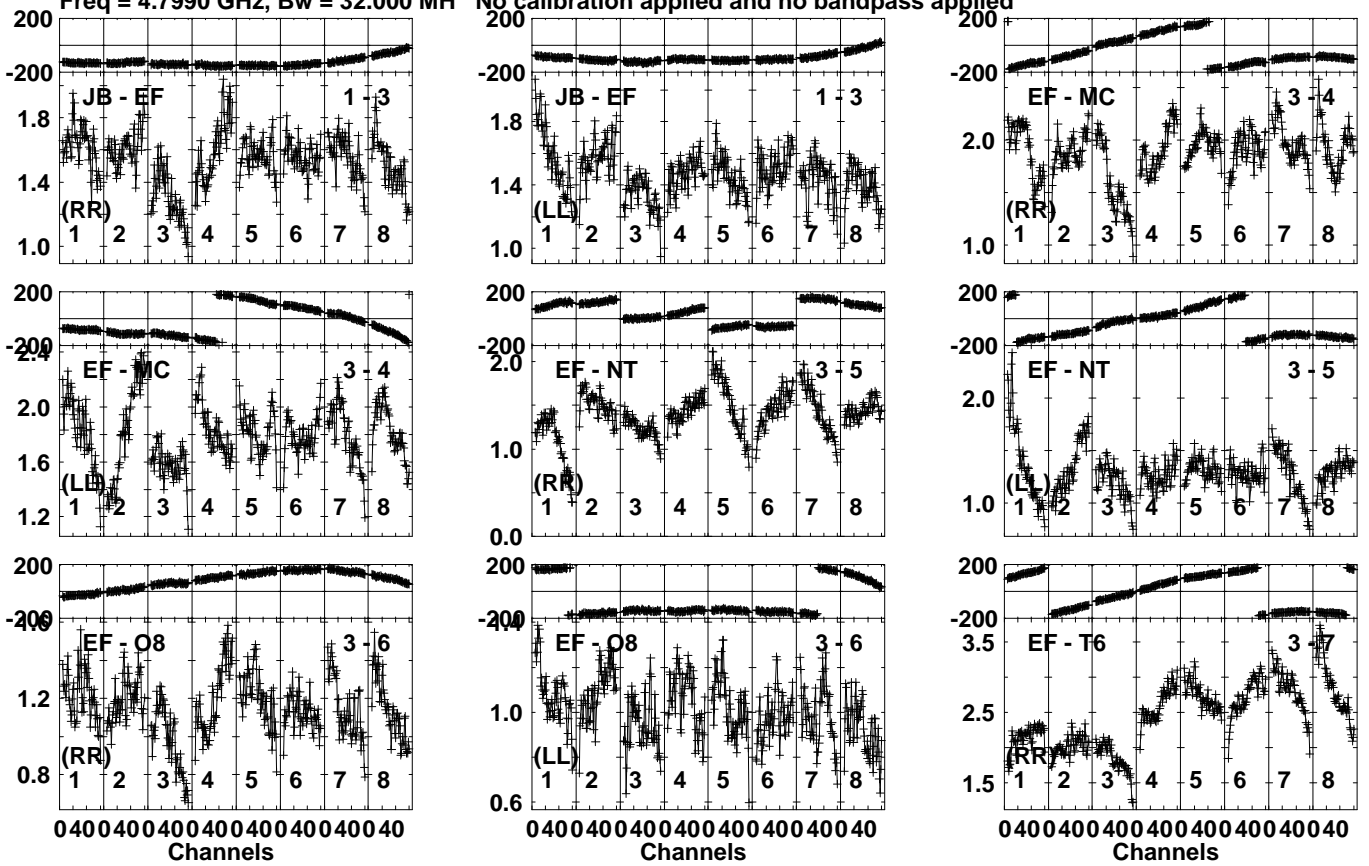 Freq = 4.7990 GHz, Bw = 32.000 MH No calibration applied and no bandpass applied
200
-200
JB - EF 1 - 3
1.8
1.4
1.0
(RR)
1 2 3 4 5 6 7 8
200
-200
JB - EF 1 - 3
1.8
1.4
1.0
(LL)
1 2 3 4 5 6 7 8
200
-200
EF - MC 3 - 4
2.0
1.0
(RR)
1 2 3 4 5 6 7 8
200
-200
2.4
EF - MC 3 - 4
2.0
1.6
1.2
(LL)
1 2 3 4 5 6 7 8
200
-200
2.0
EF - NT 3 - 5
1.0
0.0
(RR)
1 2 3 4 5 6 7 8
200
-200
EF - NT 3 - 5
2.0
1.0
(LL)
1 2 3 4 5 6 7 8
200
-200
1.6
EF - O8 3 - 6
1.2
0.8
(RR)
1 2 3 4 5 6 7 8
0 40 0 40 0 40 0 40 0 40 0 40 0 40 0 40
Channels
200
-200
1.4
EF - O8 3 - 6
1.0
0.6
(LL)
1 2 3 4 5 6 7 8
0 40 0 40 0 40 0 40 0 40 0 40 0 40 0 40
Channels
200
-200
EF - T6 3 - 7
3.5
2.5
1.5
(RR)
1 2 3 4 5 6 7 8
0 40 0 40 0 40 0 40 0 40 0 40 0 40 0 40
Channels